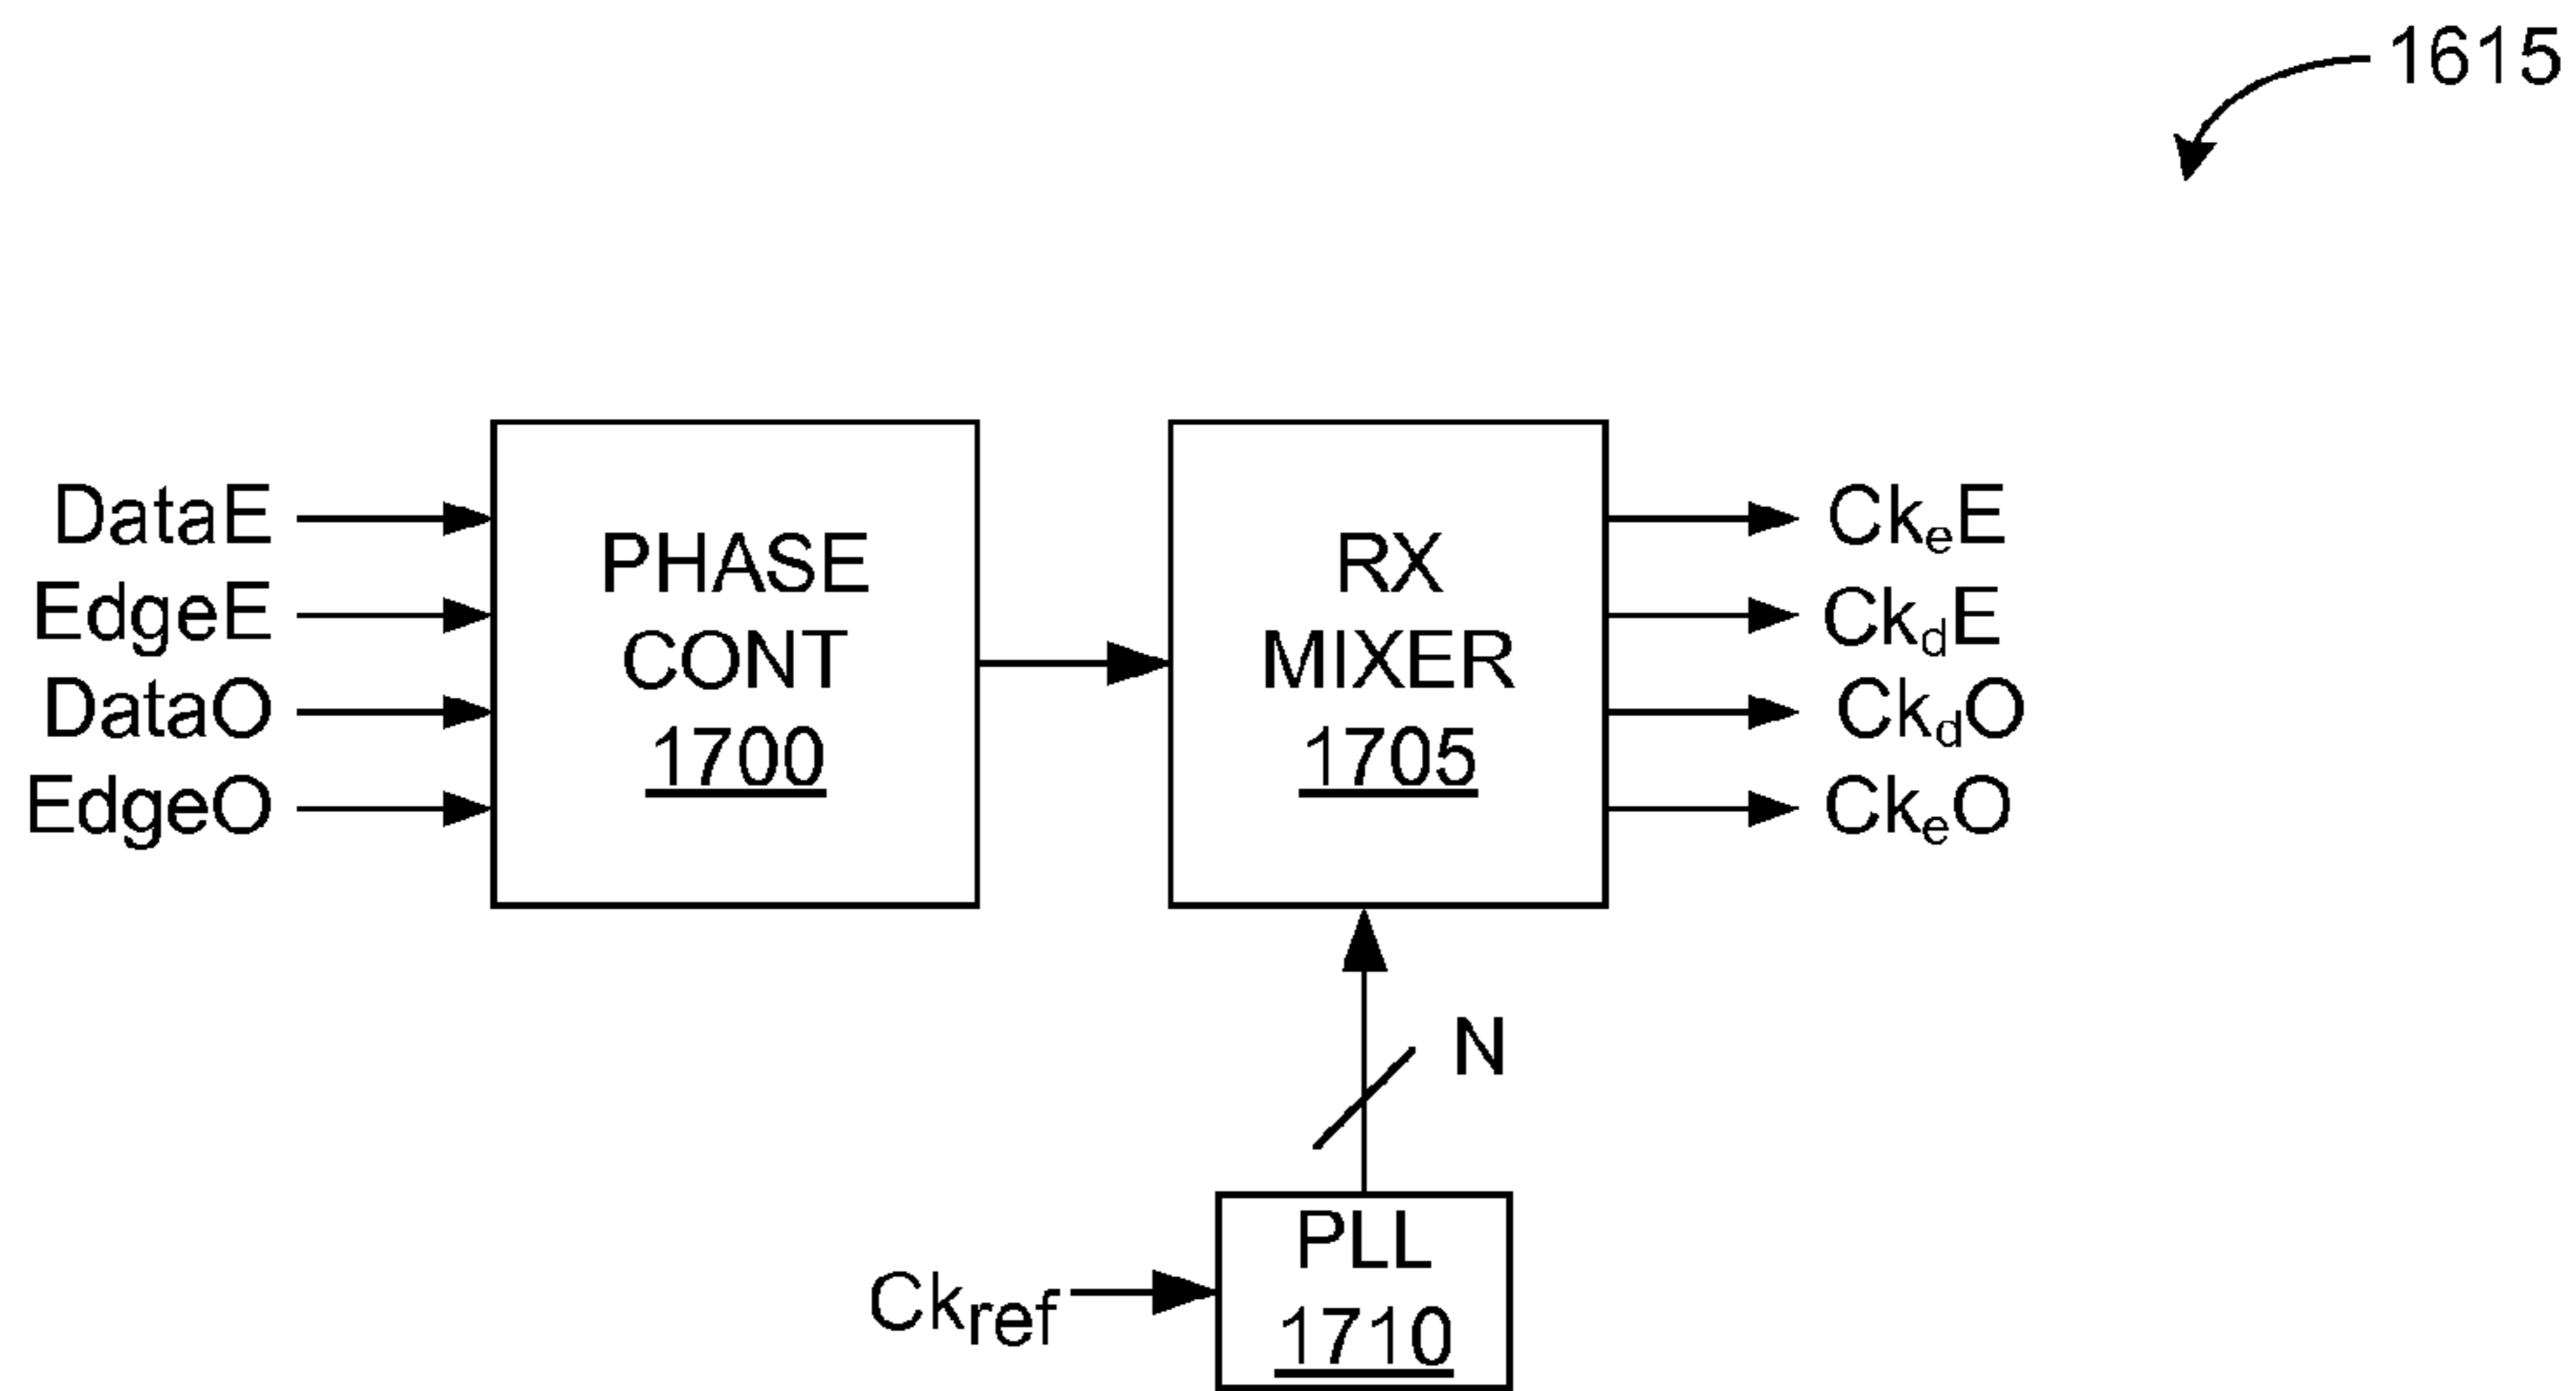 1615
DataE
EdgeE
DataO
EdgeO
PHASE
CONT
1700
RX
MIXER
1705
CkeE
CkdE
CkdO
CkeO
N
Ckref
PLL
1710